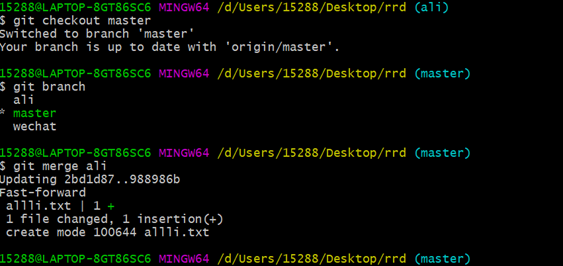 15288@LAPTOP-8GT86SC6 MINGW64 /d/Users/15288/Desktop/rrd (ali)
$ git checkout master
Switched to branch 'master'
Your branch is up to date with 'origin/master'.
15288@LAPTOP-8GT86SC6 MINGW64 /d/Users/15288/Desktop/rrd (master)
$ git branch
  ali
* master
  wechat
15288@LAPTOP-8GT86SC6 MINGW64 /d/Users/15288/Desktop/rrd (master)
$ git merge ali
Updating 2bd1d87..988986b
Fast-forward
 allli.txt | 1 +
 1 file changed, 1 insertion(+)
 create mode 100644 allli.txt
15288@LAPTOP-8GT86SC6 MINGW64 /d/Users/15288/Desktop/rrd (master)